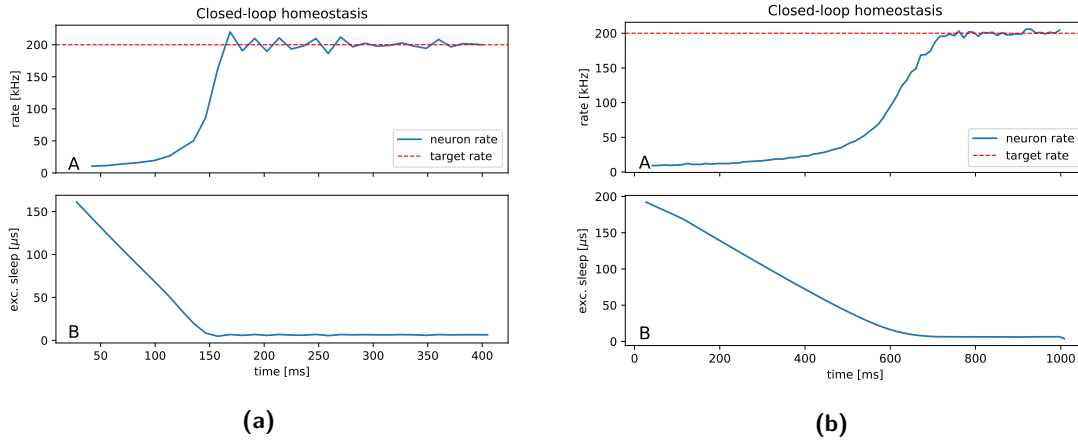 Closed-loop homeostasis
rate [kHz]
200
150
100
50
0
A
neuron rate
target rate
exc. sleep [µs]
150
100
50
0
B
50 100 150 200 250 300 350 400
time [ms]
(a)
Closed-loop homeostasis
rate [kHz]
200
150
100
50
0
A
neuron rate
target rate
exc. sleep [µs]
200
150
100
50
0
B
0 200 400 600 800 1000
time [ms]
(b)